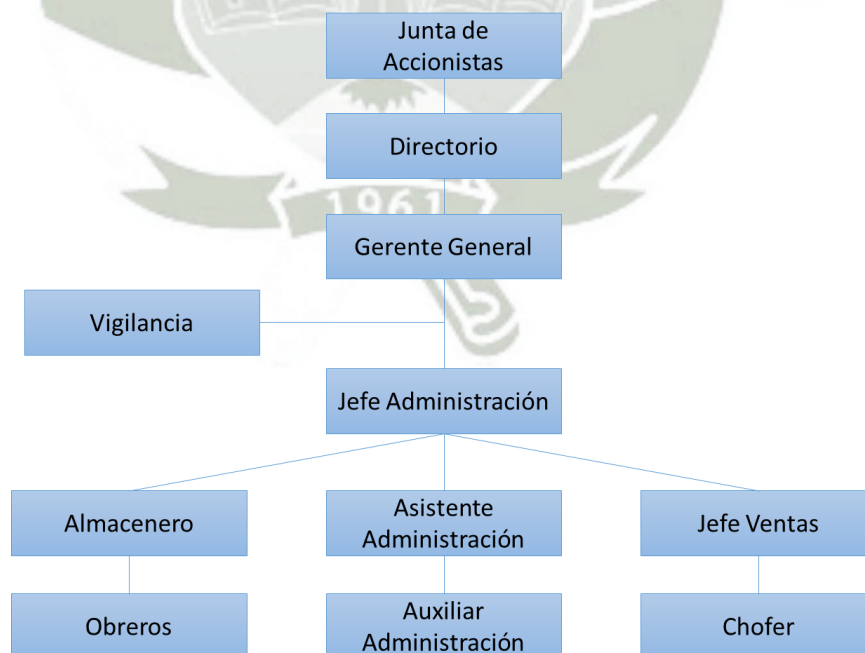 Junta de
Accionistas
Directorio
1961
Gerente General
Vigilancia
Jefe Administración
Almacenero
Asistente
Administración
Jefe Ventas
Obreros
Auxiliar
Administración
Chofer